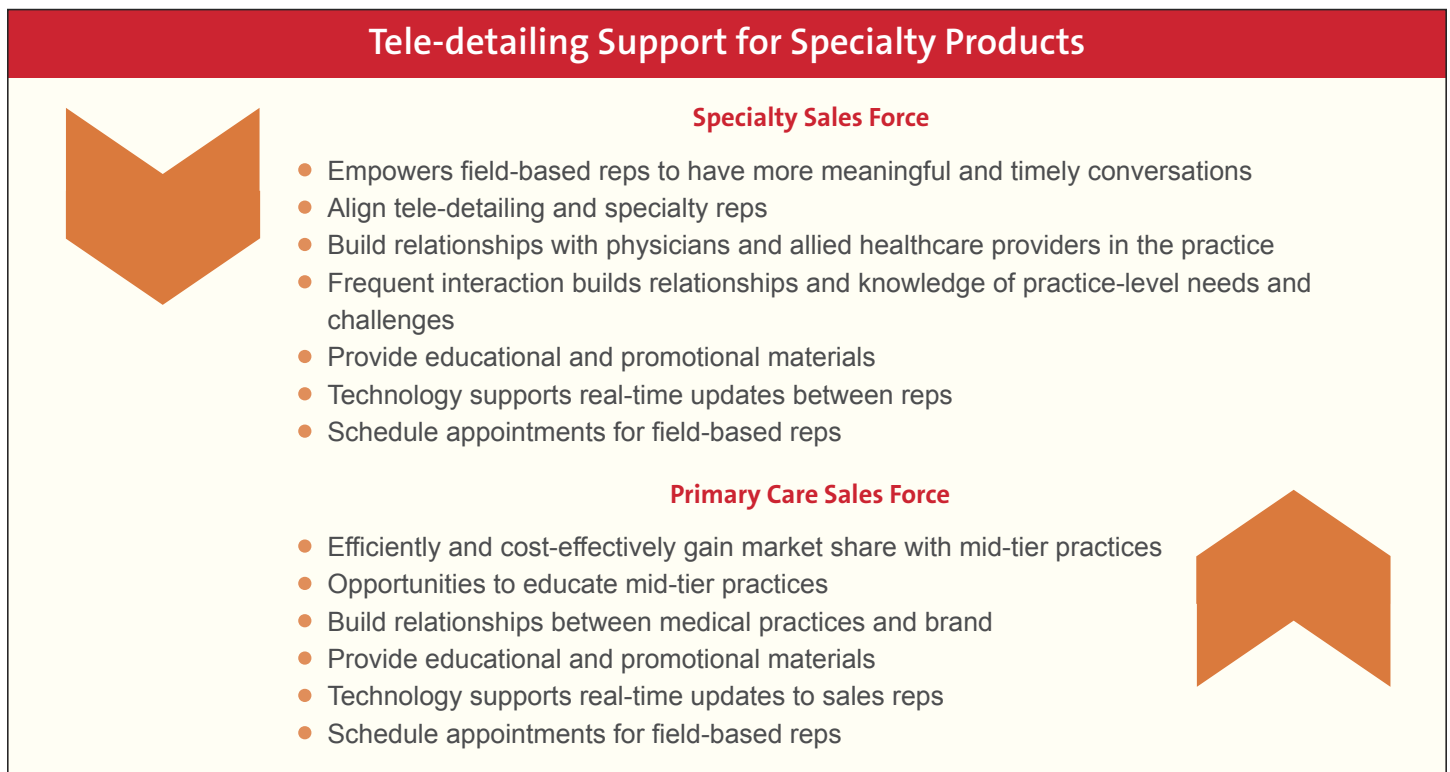 Tele-detailing Support for Specialty Products
Specialty Sales Force
Empowers field-based reps to have more meaningful and timely conversations
Align tele-detailing and specialty reps
Build relationships with physicians and allied healthcare providers in the practice
Frequent interaction builds relationships and knowledge of practice-level needs and
challenges
Provide educational and promotional materials
Technology supports real-time updates between reps
Schedule appointments for field-based reps
Primary Care Sales Force
Efficiently and cost-effectively gain market share with mid-tier practices
Opportunities to educate mid-tier practices
Build relationships between medical practices and brand
Provide educational and promotional materials
Technology supports real-time updates to sales reps
Schedule appointments for field-based reps